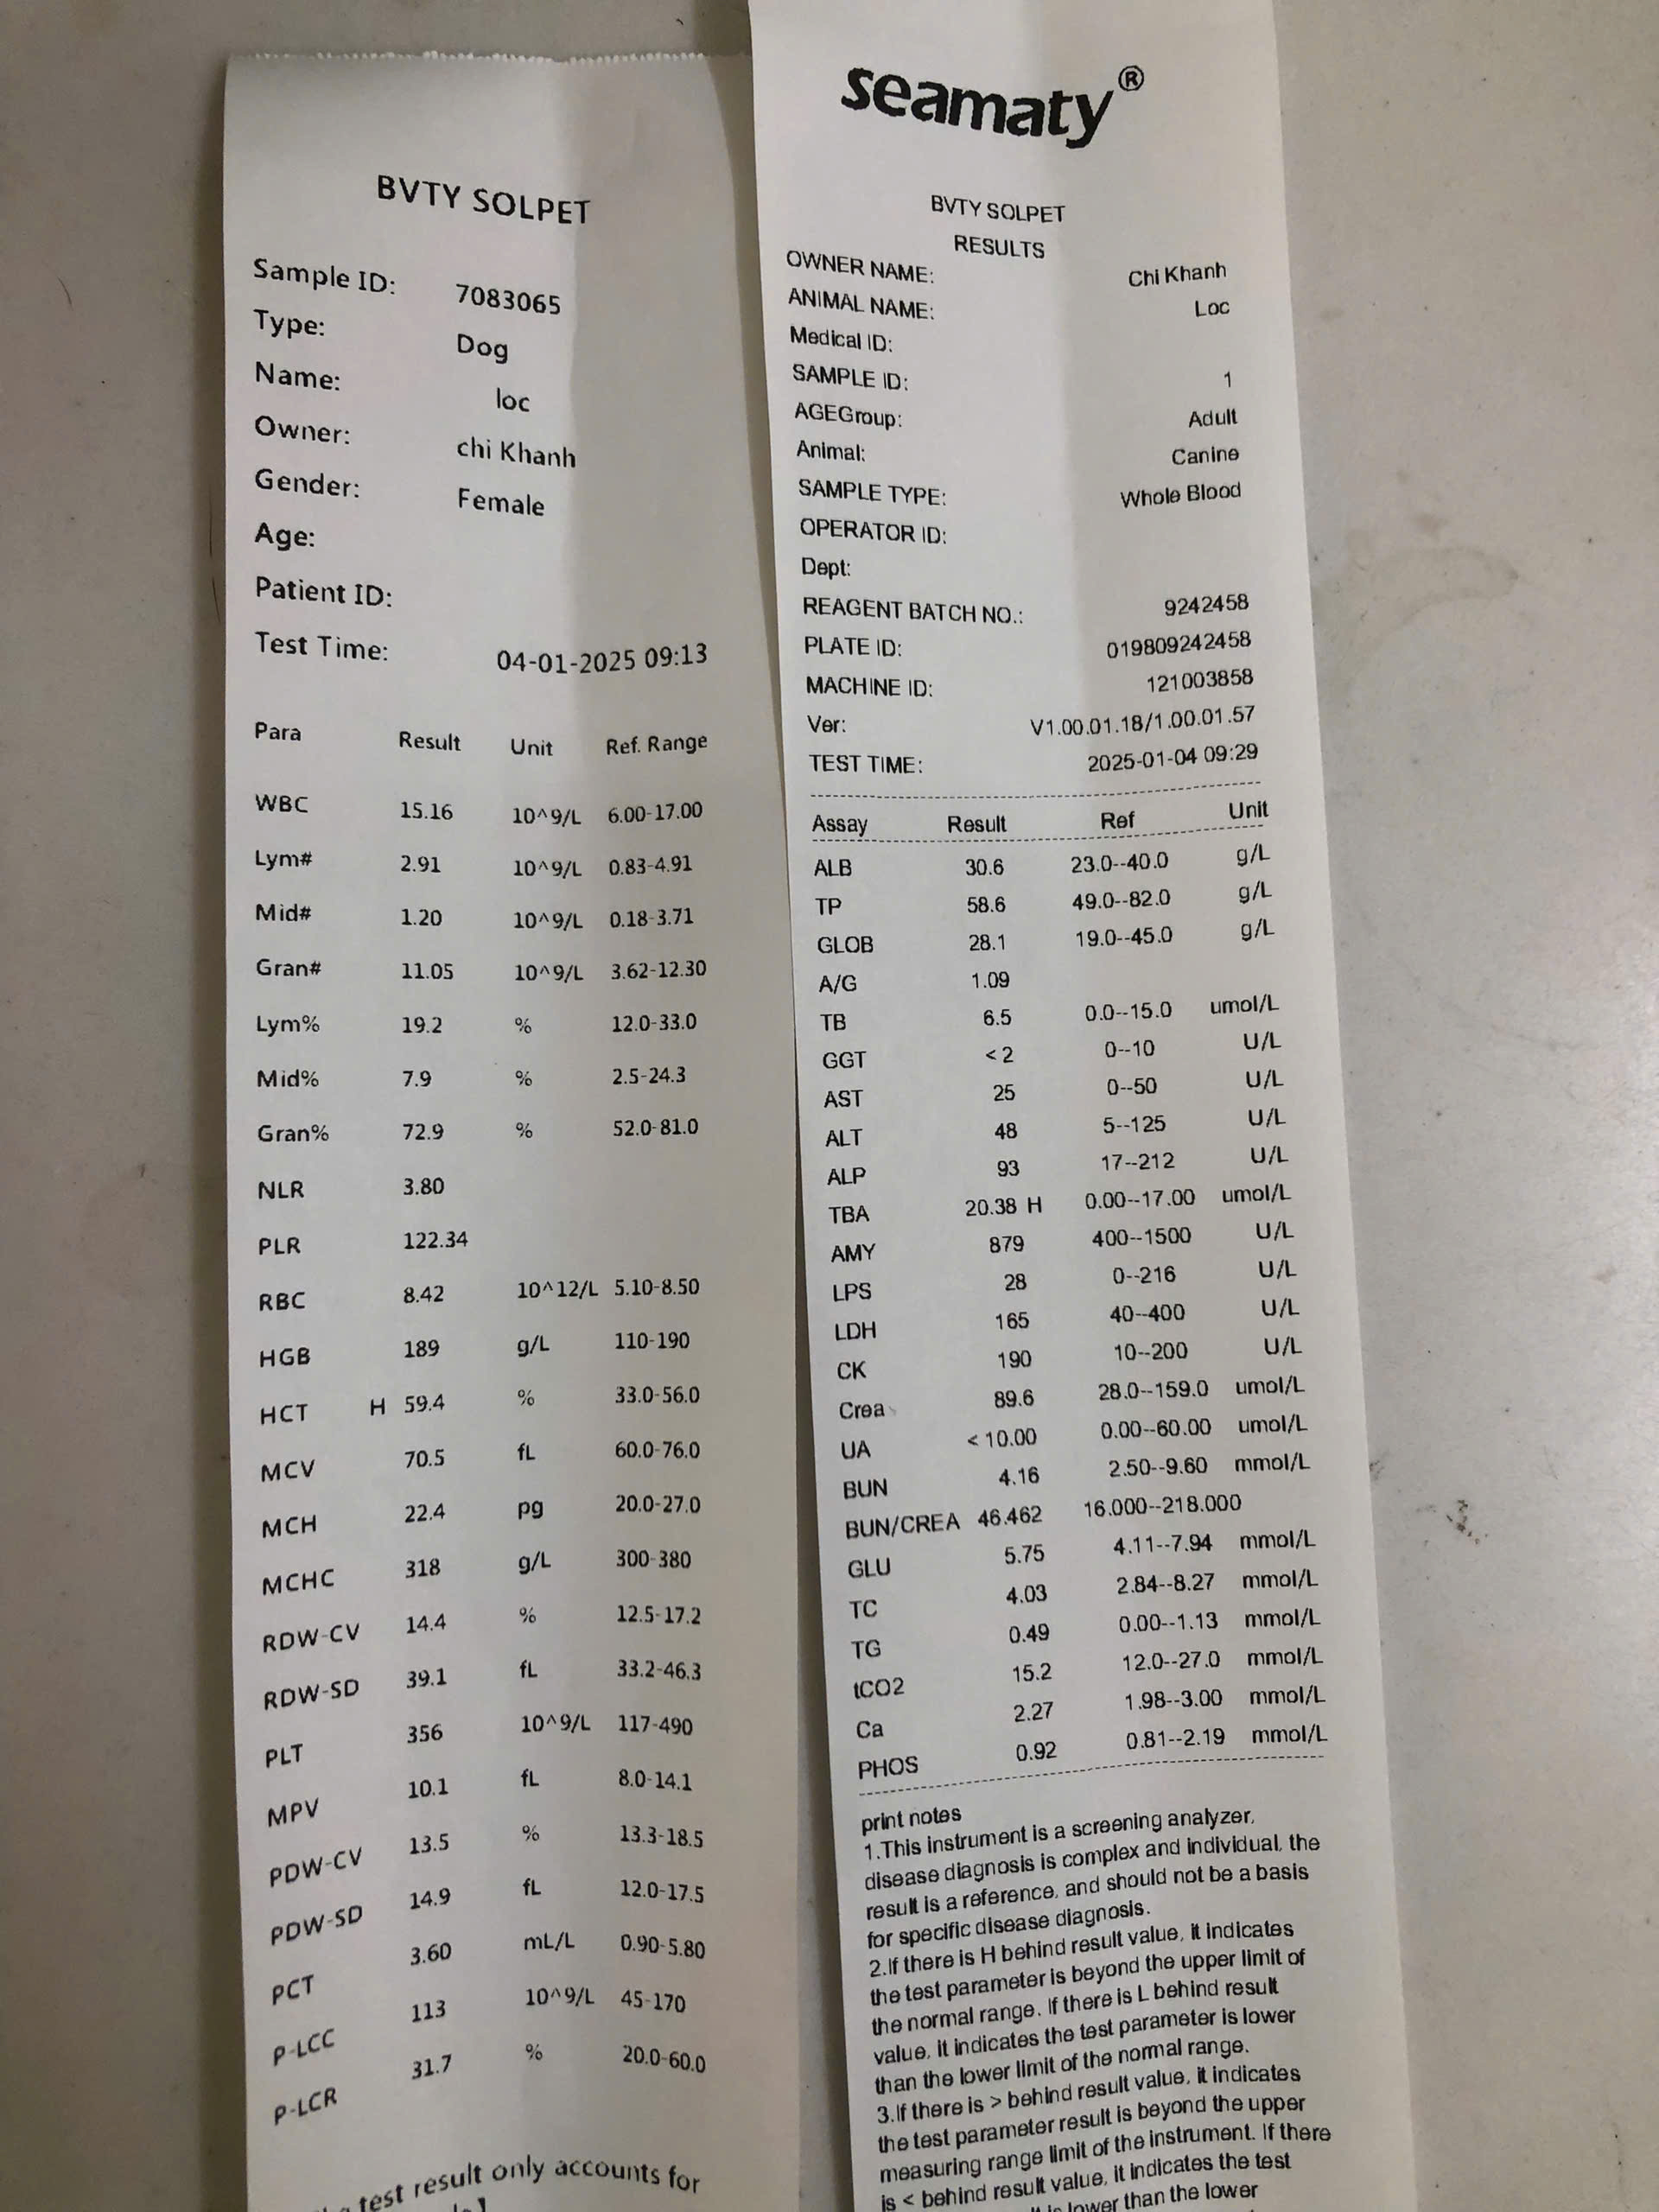 BVTY SOLPET
Sample ID: 7083065
Type: Dog
Name: loc
Owner: chi Khanh
Gender: Female
Age:
Patient ID:
Test Time: 04-01-2025 09:13
Para Result Unit Ref. Range
WBC 15.16 10^9/L 6.00-17.00
Lym# 2.91 10^9/L 0.83-4.91
Mid# 1.20 10^9/L 0.18-3.71
Gran# 11.05 10^9/L 3.62-12.30
Lym% 19.2 % 12.0-33.0
Mid% 7.9 % 2.5-24.3
Gran% 72.9 % 52.0-81.0
NLR 3.80
PLR 122.34
RBC 8.42 10^12/L 5.10-8.50
HGB 189 g/L 110-190
HCT H 59.4 % 33.0-56.0
MCV 70.5 fL 60.0-76.0
MCH 22.4 pg 20.0-27.0
MCHC 318 g/L 300-380
RDW-CV 14.4 % 12.5-17.2
RDW-SD 39.1 fL 33.2-46.3
PLT 356 10^9/L 117-490
MPV 10.1 fL 8.0-14.1
PDW-CV 13.5 % 13.3-18.5
PDW-SD 14.9 fL 12.0-17.5
PCT 3.60 mL/L 0.90-5.80
P-LCC 113 10^9/L 45-170
P-LCR 31.7 % 20.0-60.0
test result only accounts for
seamaty®
BVTY SOLPET
RESULTS
OWNER NAME: Chi Khanh
ANIMAL NAME: Loc
Medical ID:
SAMPLE ID: 1
AGEGroup: Adult
Animal: Canine
SAMPLE TYPE: Whole Blood
OPERATOR ID:
Dept:
REAGENT BATCH NO.: 9242458
PLATE ID: 019809242458
MACHINE ID: 121003858
Ver: V1.00.01.18/1.00.01.57
TEST TIME: 2025-01-04 09:29
Assay Result Ref Unit
ALB 30.6 23.0--40.0 g/L
TP 58.6 49.0--82.0 g/L
GLOB 28.1 19.0--45.0 g/L
A/G 1.09
TB 6.5 0.0--15.0 umol/L
GGT <2 0--10 U/L
AST 25 0--50 U/L
ALT 48 5--125 U/L
ALP 93 17--212 U/L
TBA 20.38 H 0.00--17.00 umol/L
AMY 879 400--1500 U/L
LPS 28 0--216 U/L
LDH 165 40--400 U/L
CK 190 10--200 U/L
Crea 89.6 28.0--159.0 umol/L
UA <10.00 0.00--60.00 umol/L
BUN 4.16 2.50--9.60 mmol/L
BUN/CREA 46.462 16.000--218.000
GLU 5.75 4.11--7.94 mmol/L
TC 4.03 2.84--8.27 mmol/L
TG 0.49 0.00--1.13 mmol/L
tCO2 15.2 12.0--27.0 mmol/L
Ca 2.27 1.98--3.00 mmol/L
PHOS 0.92 0.81--2.19 mmol/L
print notes
1.This instrument is a screening analyzer,
disease diagnosis is complex and individual, the
result is a reference, and should not be a basis
for specific disease diagnosis.
2.If there is H behind result value, it indicates
the test parameter is beyond the upper limit of
the normal range. If there is L behind result
value, it indicates the test parameter is lower
than the lower limit of the normal range.
3.If there is > behind result value, it indicates
the test parameter result is beyond the upper
measuring range limit of the instrument. If there
is < behind result value, it indicates the test
is lower than the lower